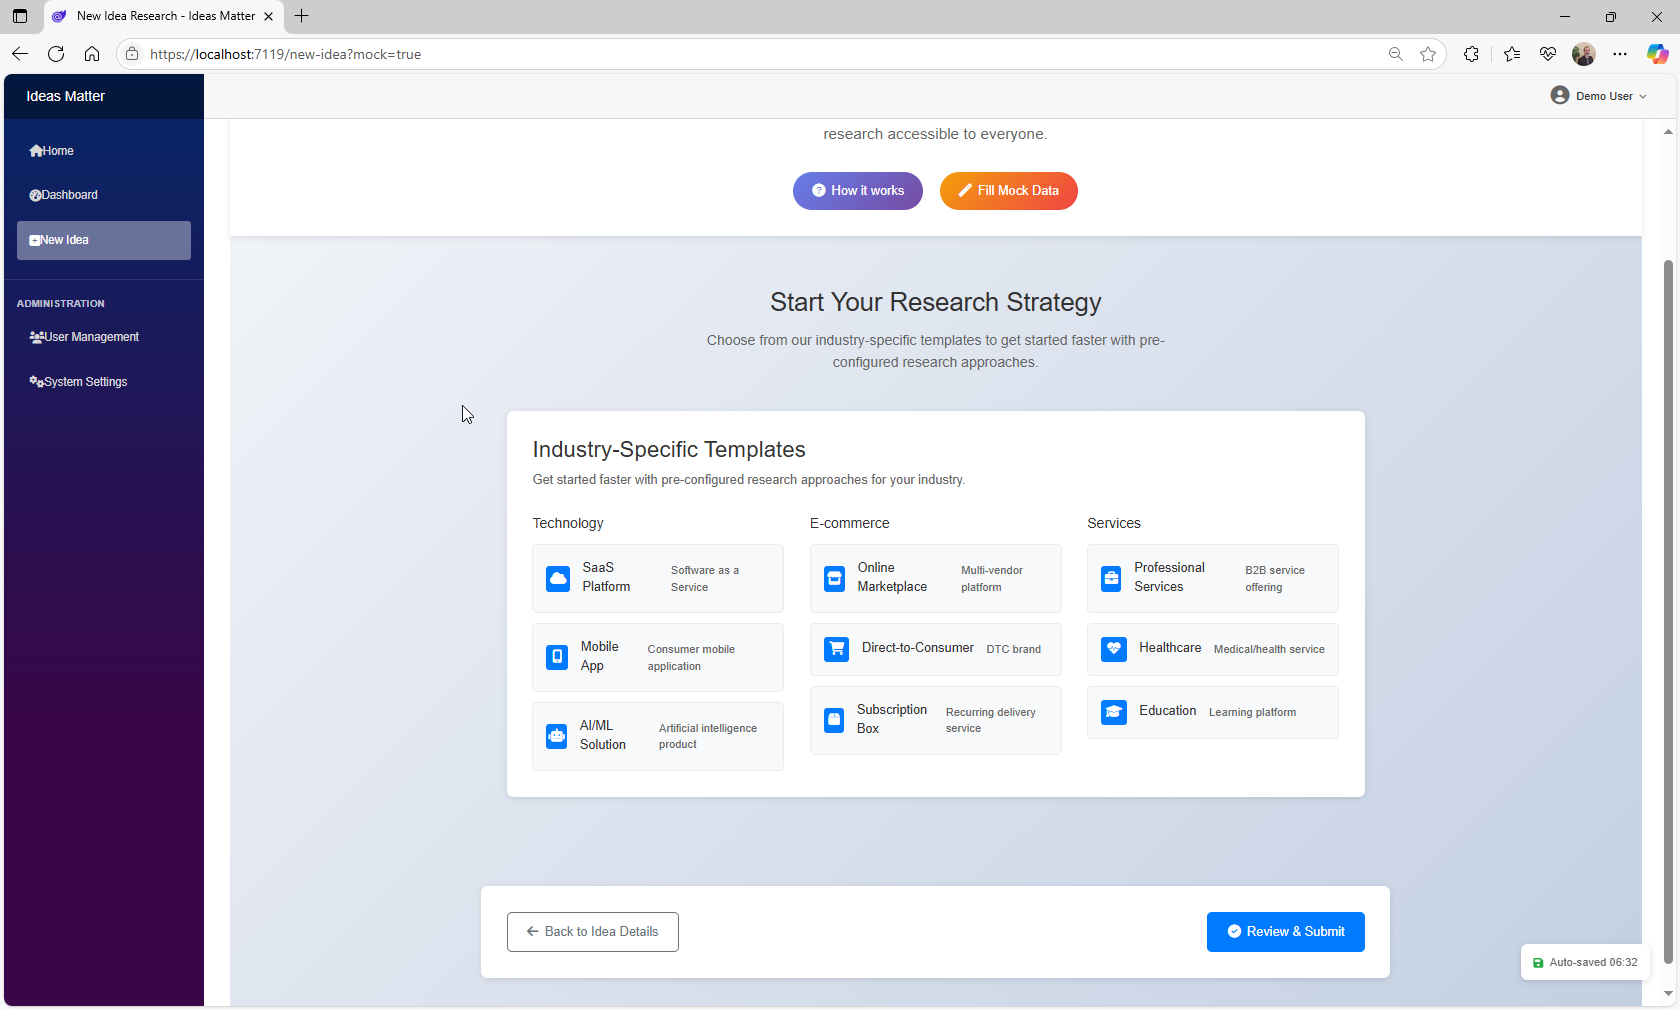 New Idea Research - Ideas Matter
https://localhost:7119/new-idea?mock=true
Ideas Matter
Demo User
Home
Dashboard
New Idea
ADMINISTRATION
User Management
System Settings
research accessible to everyone.
How it works
Fill Mock Data
Start Your Research Strategy
Choose from our industry-specific templates to get started faster with pre-
configured research approaches.
Industry-Specific Templates
Get started faster with pre-configured research approaches for your industry.
Technology
SaaS
Platform
Software as a
Service
Mobile
App
Consumer mobile
application
AI/ML
Solution
Artificial intelligence
product
E-commerce
Online
Marketplace
Multi-vendor
platform
Direct-to-Consumer
DTC brand
Subscription
Box
Recurring delivery
service
Services
Professional
Services
B2B service
offering
Healthcare
Medical/health service
Education
Learning platform
Back to Idea Details
Review & Submit
Auto-saved 06:32